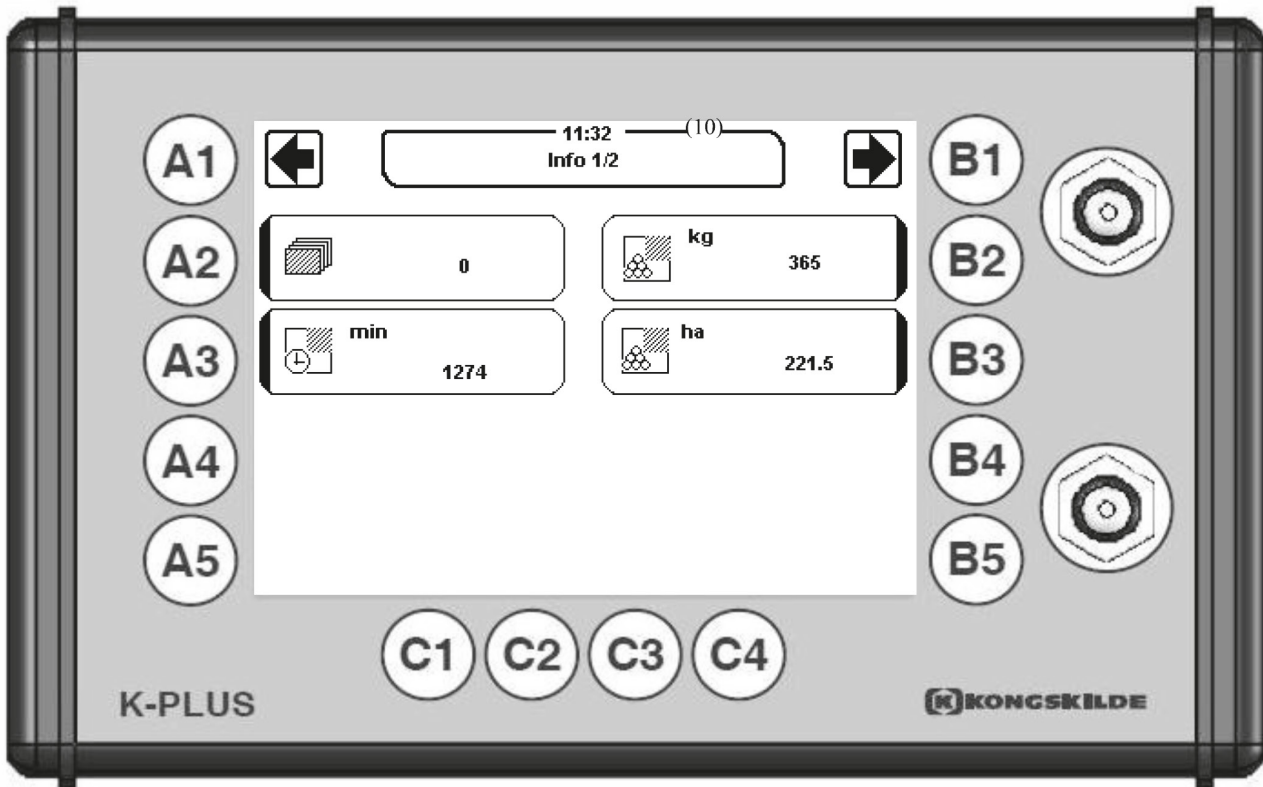 11:32
(10)
Info 1/2
A1
B1
A2
0
kg
365
B2
A3
min
1274
ha
221.5
B3
A4
B4
A5
B5
C1 C2 C3 C4
K-PLUS
K KONGSKILDE